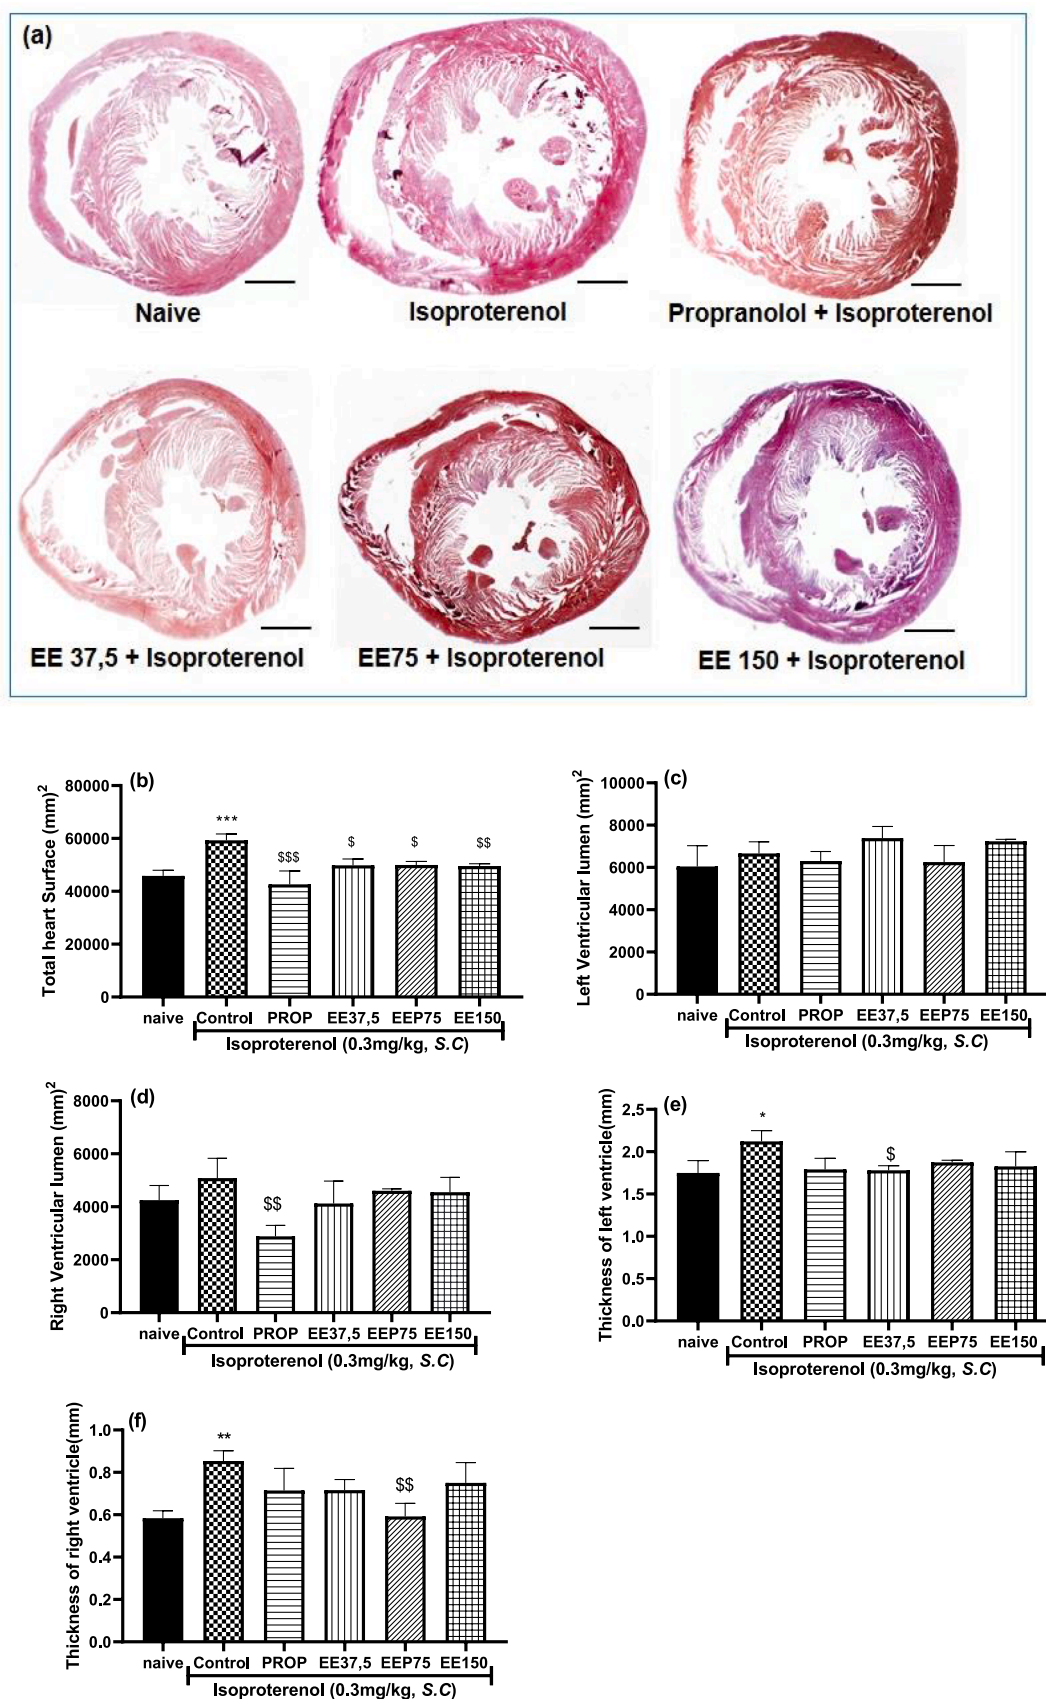 (a)
Naive
Isoproterenol
Propranolol + Isoproterenol
EE 37,5 + Isoproterenol
EE75 + Isoproterenol
EE 150 + Isoproterenol
(b)
Total heart Surface (mm)²
80000
60000
40000
20000
0
***
$$$
$
$
$$
naive
Control
PROP
EE37,5
EEP75
EE150
Isoproterenol (0.3mg/kg, S.C)
(c)
Left Ventricular lumen (mm)²
10000
8000
6000
4000
2000
0
naive
Control
PROP
EE37,5
EEP75
EE150
Isoproterenol (0.3mg/kg, S.C)
(d)
Right Ventricular lumen (mm)²
8000
6000
4000
2000
0
$$
naive
Control
PROP
EE37,5
EEP75
EE150
Isoproterenol (0.3mg/kg, S.C)
(e)
Thickness of left ventricle(mm)
2.5
2.0
1.5
1.0
0.5
0.0
*
$
naive
Control
PROP
EE37,5
EEP75
EE150
Isoproterenol (0.3mg/kg, S.C)
(f)
Thickness of right ventricle(mm)
1.0
0.8
0.6
0.4
0.2
0.0
**
$$
naive
Control
PROP
EE37,5
EEP75
EE150
Isoproterenol (0.3mg/kg, S.C)